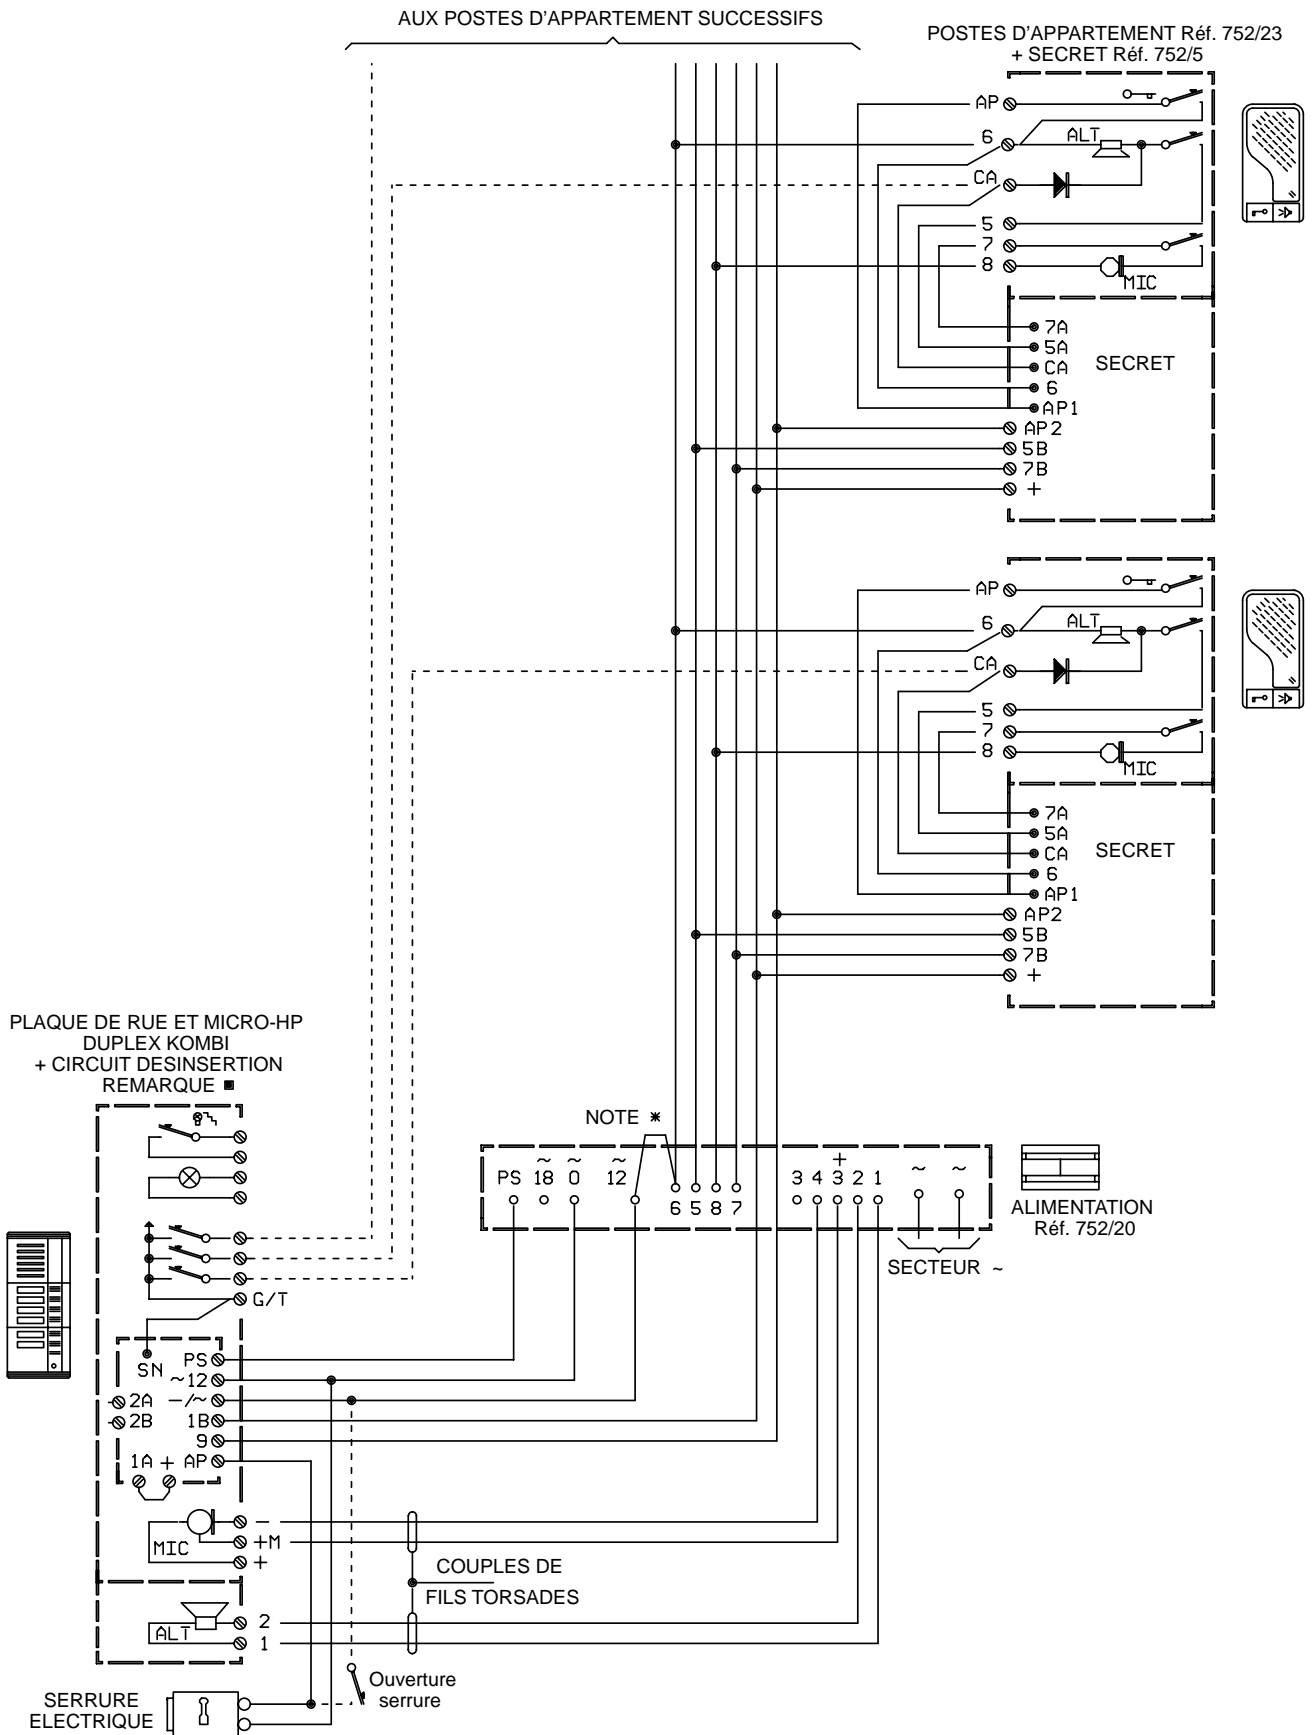 AUX POSTES D'APPARTEMENT SUCCESSIFS
POSTES D'APPARTEMENT Réf. 752/23
+ SECRET Réf. 752/5
AP
6
ALT
CA
5
7
8
MIC
7A
5A
CA
6
AP1
SECRET
AP2
5B
7B
+
AP
6
ALT
CA
5
7
8
MIC
7A
5A
CA
6
AP1
SECRET
AP2
5B
7B
+
PLAQUE DE RUE ET MICRO-HP
DUPLEX KOMBI
+ CIRCUIT DESINSERTION
REMARQUE ■
NOTE *
~ ~ ~ + ~ ~
PS 18 0 12 3 4 3 2 1
6 5 8 7
ALIMENTATION
Réf. 752/20
SECTEUR ~
G/T
SN
PS
~12
2A -/~
2B 1B
9
1A + AP
-
MIC +M
+
COUPLES DE
FILS TORSADES
ALT 2
1
Ouverture
serrure
SERRURE
ELECTRIQUE